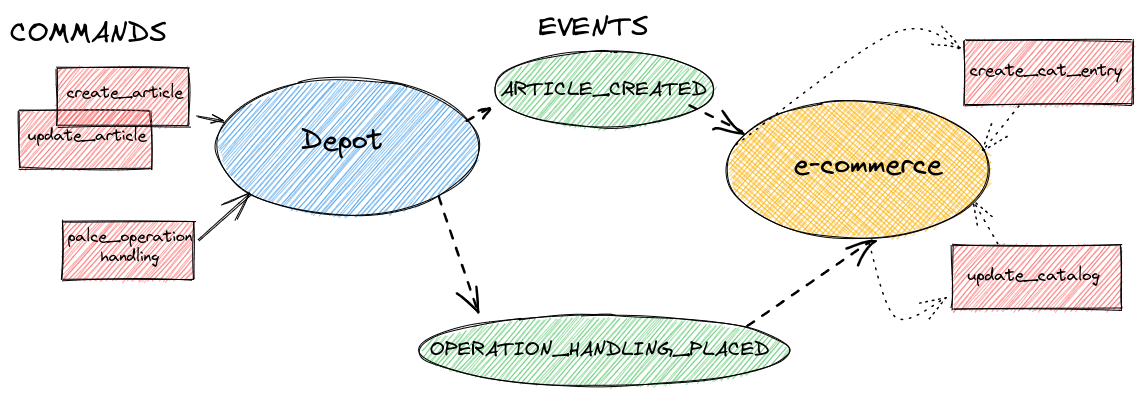 COMMANDS
EVENTS
create_article
update_article
palce_operation
handling
Depot
ARTICLE_CREATED
OPERATION_HANDLING_PLACED
e-commerce
create_cat_entry
update_catalog